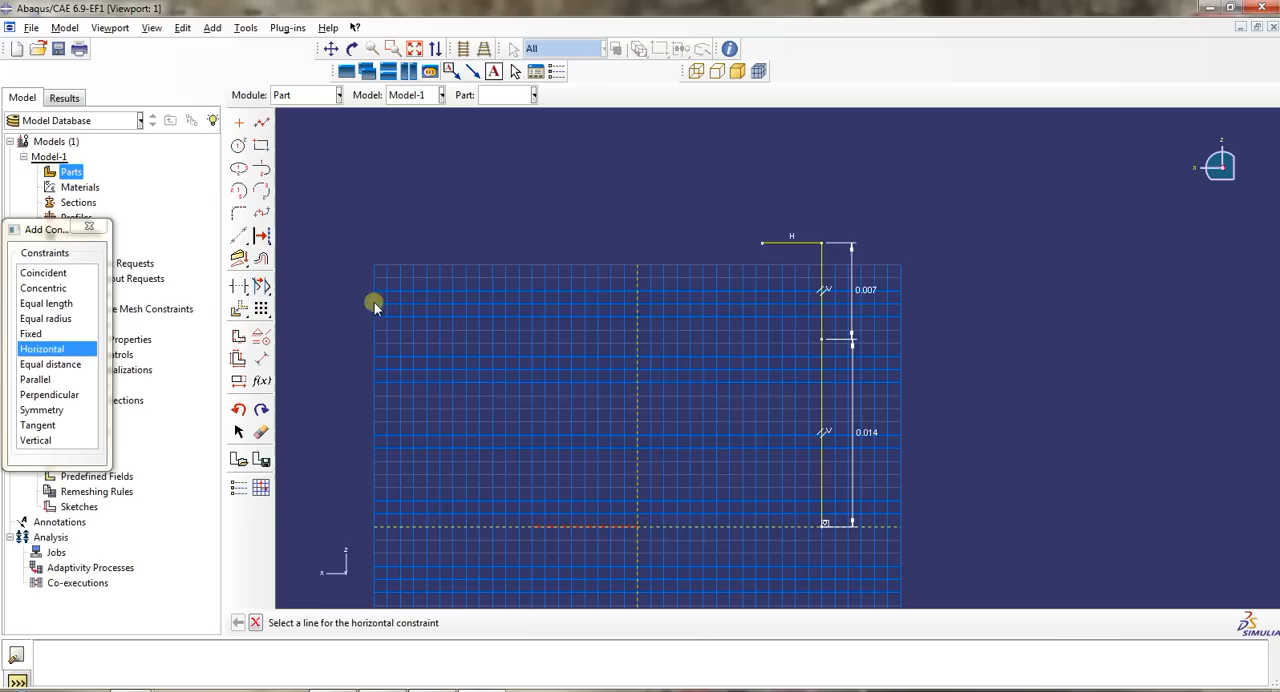 Abaqus/CAE 6.9-EF1 [Viewport: 1]
File Model Viewport View Edit Add Tools Plug-ins Help
All
Model Results Module: Part Model: Model-1 Part:
Model Database
Models (1)
Model-1
Parts
Materials
Sections
Add Con...
Constraints
Coincident
Concentric
Equal length
Equal radius
Fixed
Horizontal
Equal distance
Parallel
Perpendicular
Symmetry
Tangent
Vertical
Requests
out Requests
e Mesh Constraints
Properties
ntrols
alizations
ections
Predefined Fields
Remeshing Rules
Sketches
Annotations
Analysis
Jobs
Adaptivity Processes
Co-executions
f(x)
H
V
0.007
V
0.014
z
x
z
x
Select a line for the horizontal constraint
SIMULIA
>>>